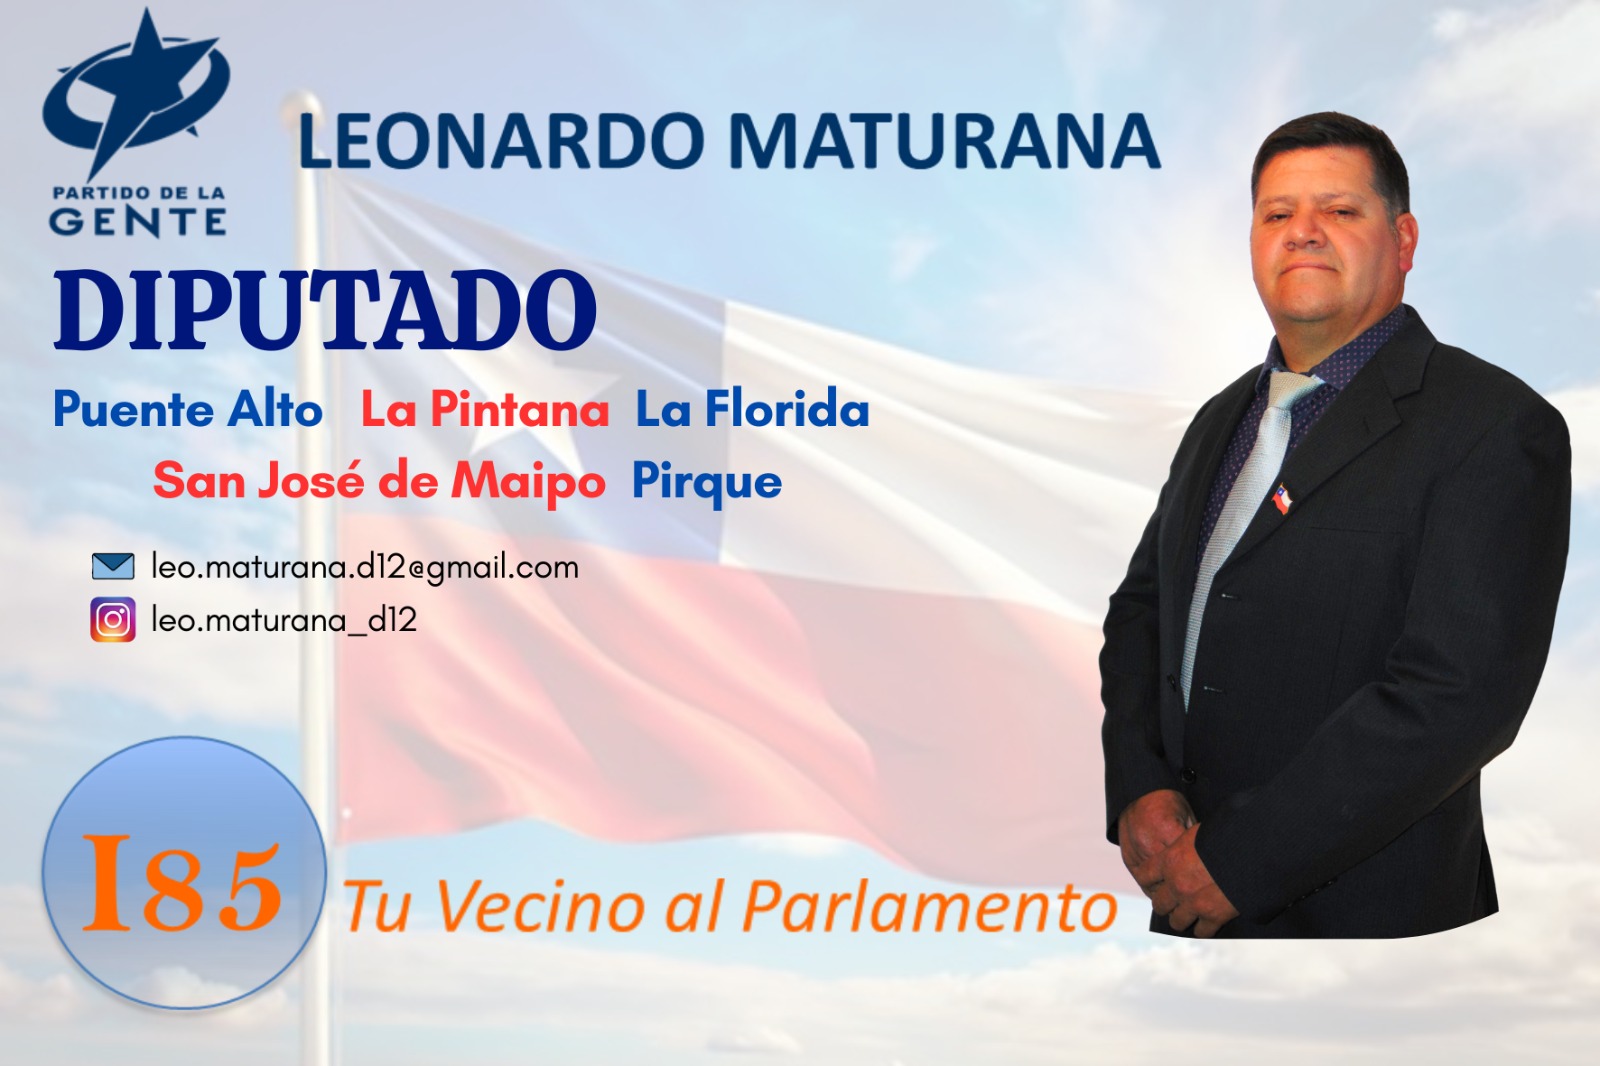 PARTIDO DE LA
GENTE
LEONARDO MATURANA
DIPUTADO
Puente Alto La Pintana La Florida
San José de Maipo Pirque
leo.maturana.d12@gmail.com
leo.maturana_d12
I85
Tu Vecino al Parlamento